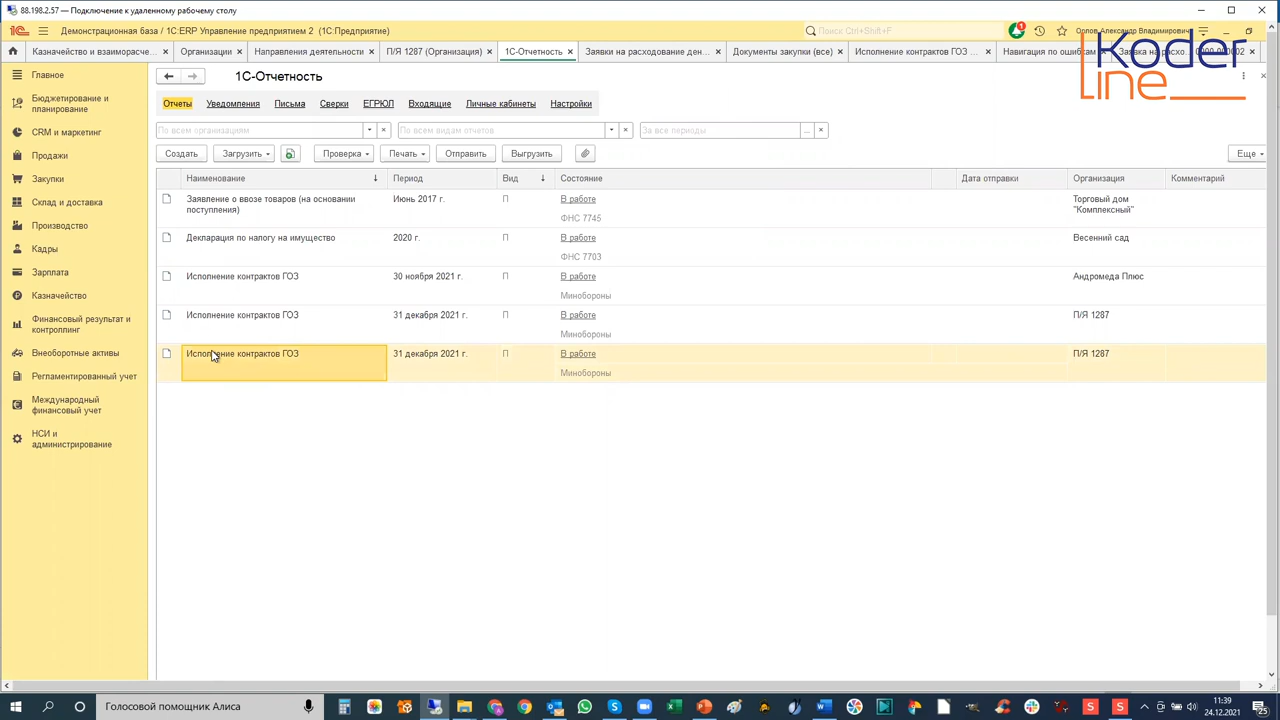 88.198.2.57 — Подключение к удаленному рабочему столу
Демонстрационная база / 1С:ERP Управление предприятием 2 (1С:Предприятие)
Поиск Ctrl+Shift+F
Орлов Александр Владимирович
Казначейство и взаиморасче...
Организации
Направления деятельности
П/Я 1287 (Организация)
1С-Отчетность
Заявки на расходование ден...
Документы закупки (все)
Исполнение контрактов ГОЗ ...
Навигация по ошибкам
Koder
line
Главное
Бюджетирование и
планирование
CRM и маркетинг
Продажи
Закупки
Склад и доставка
Производство
Кадры
Зарплата
Казначейство
Финансовый результат и
контроллинг
Внеоборотные активы
Регламентированный учет
Международный
финансовый учет
НСИ и
администрирование
1С-Отчетность
Отчеты Уведомления Письма Сверки ЕГРЮЛ Входящие Личные кабинеты Настройки
По всем организациям
По всем видам отчетов
За все периоды
Создать Загрузить Проверка Печать Отправить Выгрузить Еще
Наименование Период Вид Состояние Дата отправки Организация Комментарий
Заявление о ввозе товаров (на основании
поступления)
Июнь 2017 г. П В работе
ФНС 7745
Торговый дом
"Комплексный"
Декларация по налогу на имущество 2020 г. П В работе Весенний сад
ФНС 7703
Исполнение контрактов ГОЗ 30 ноября 2021 г. П В работе Андромеда Плюс
Минобороны
Исполнение контрактов ГОЗ 31 декабря 2021 г. П В работе П/Я 1287
Минобороны
Исполнение контрактов ГОЗ 31 декабря 2021 г. П В работе П/Я 1287
Минобороны
Голосовой помощник Алиса
11:39
24.12.2021